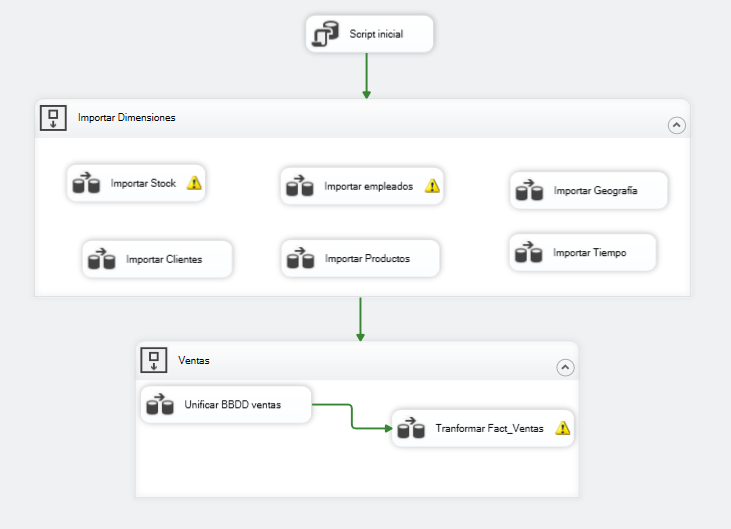 Script inicial
Importar Dimensiones
Importar Stock
Importar empleados
Importar Geografía
Importar Clientes
Importar Productos
Importar Tiempo
Ventas
Unificar BBDD ventas
Tranformar Fact_Ventas